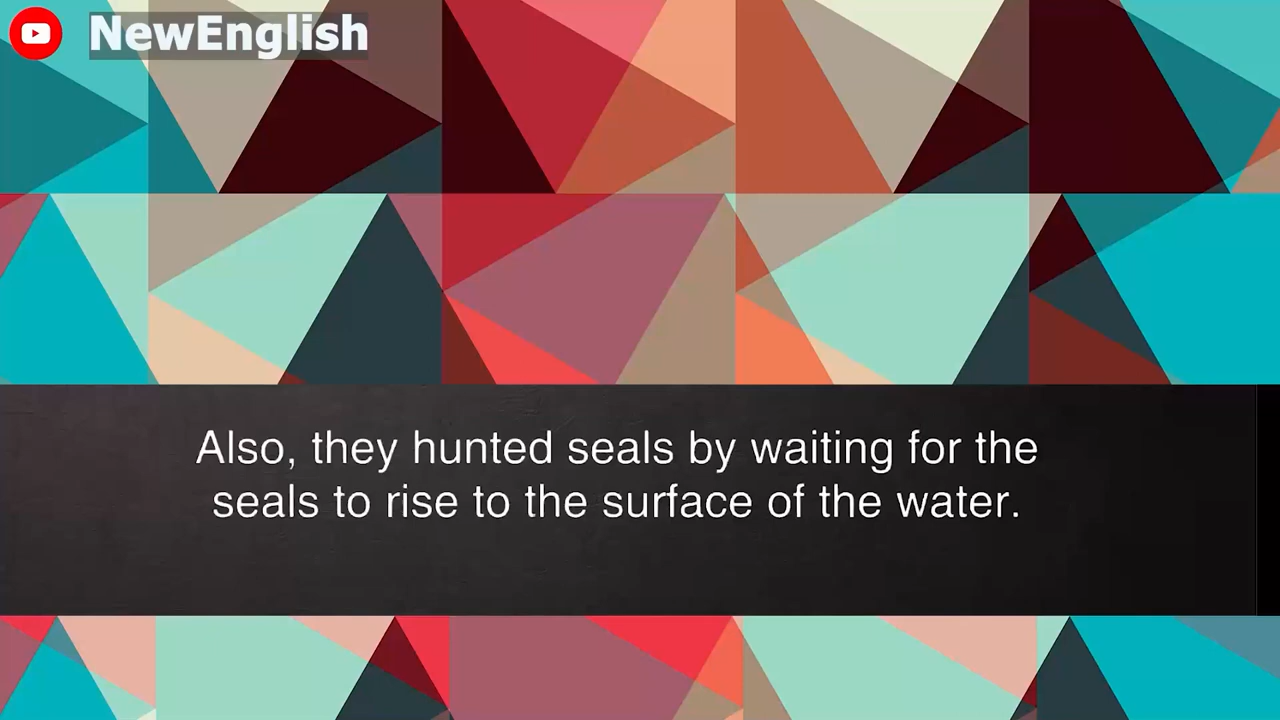 NewEnglish
Also, they hunted seals by waiting for the
seals to rise to the surface of the water.